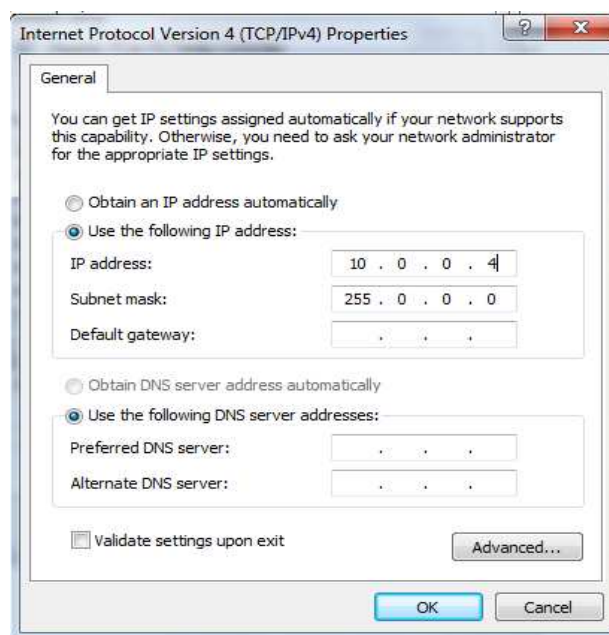 Internet Protocol Version 4 (TCP/IPv4) Properties
General
You can get IP settings assigned automatically if your network supports
this capability. Otherwise, you need to ask your network administrator
for the appropriate IP settings.
Obtain an IP address automatically
Use the following IP address:
IP address: 10 . 0 . 0 . 4
Subnet mask: 255 . 0 . 0 . 0
Default gateway: . . .
Obtain DNS server address automatically
Use the following DNS server addresses:
Preferred DNS server: . . .
Alternate DNS server: . . .
Validate settings upon exit
Advanced...
OK Cancel